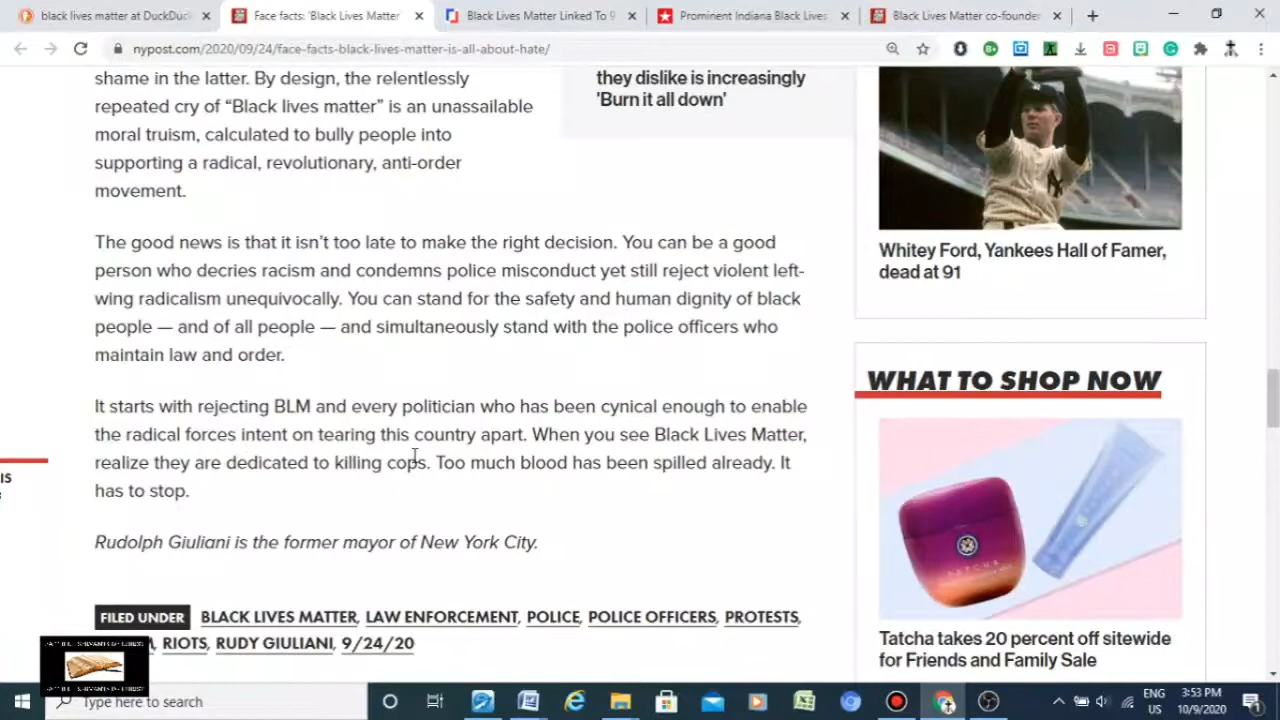 black lives matter at DuckDuc
Face facts: 'Black Lives Matter
Black Lives Matter Linked To 9
Prominent Indiana Black Lives
Black Lives Matter co-founder
nypost.com/2020/09/24/face-facts-black-lives-matter-is-all-about-hate/
shame in the latter. By design, the relentlessly
repeated cry of “Black lives matter” is an unassailable
moral truism, calculated to bully people into
supporting a radical, revolutionary, anti-order
movement.
they dislike is increasingly
'Burn it all down'
The good news is that it isn’t too late to make the right decision. You can be a good
person who decries racism and condemns police misconduct yet still reject violent left-
wing radicalism unequivocally. You can stand for the safety and human dignity of black
people — and of all people — and simultaneously stand with the police officers who
maintain law and order.
It starts with rejecting BLM and every politician who has been cynical enough to enable
the radical forces intent on tearing this country apart. When you see Black Lives Matter,
realize they are dedicated to killing cops. Too much blood has been spilled already. It
has to stop.
Rudolph Giuliani is the former mayor of New York City.
FILED UNDER BLACK LIVES MATTER, LAW ENFORCEMENT, POLICE, POLICE OFFICERS, PROTESTS,
RIOTS, RUDY GIULIANI, 9/24/20
IS
Whitey Ford, Yankees Hall of Famer,
dead at 91
WHAT TO SHOP NOW
TATCHA
Tatcha takes 20 percent off sitewide
for Friends and Family Sale
Type here to search
ENG
US
3:53 PM
10/9/2020